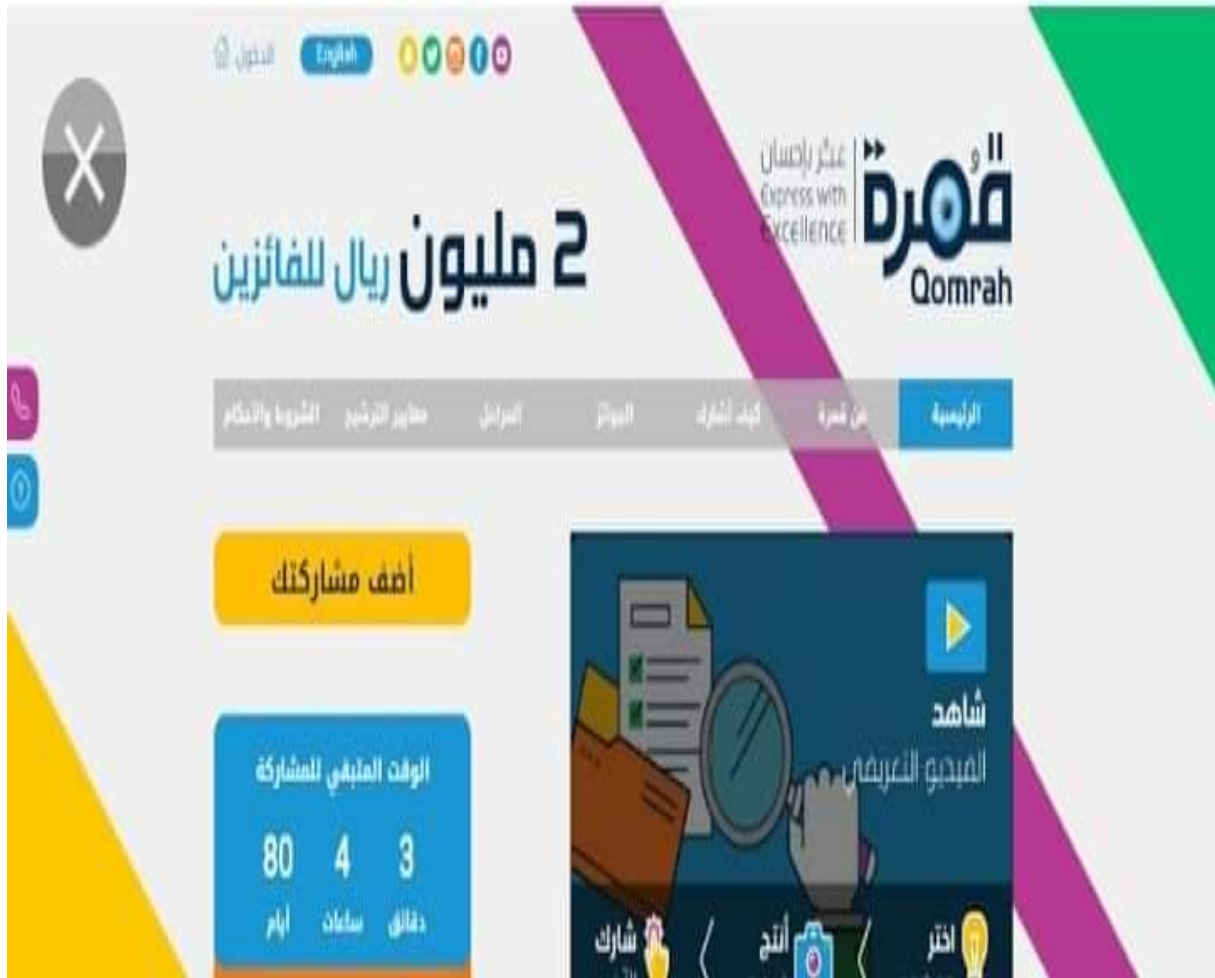 الدخول
English
قُمرة
عبّر بإحسان
Express with
Excellence
Qomrah
2 مليون ريال للفائزين
الرئيسية
عن قمرة
كيف أشارك
الجوائز
المراحل
معايير الترشيح
الشروط والأحكام
أضف مشاركتك
شاهد
الفيديو التعريفي
الوقت المتبقي للمشاركة
3 4 80
دقائق ساعات أيام
اختر
أنتج
شارك